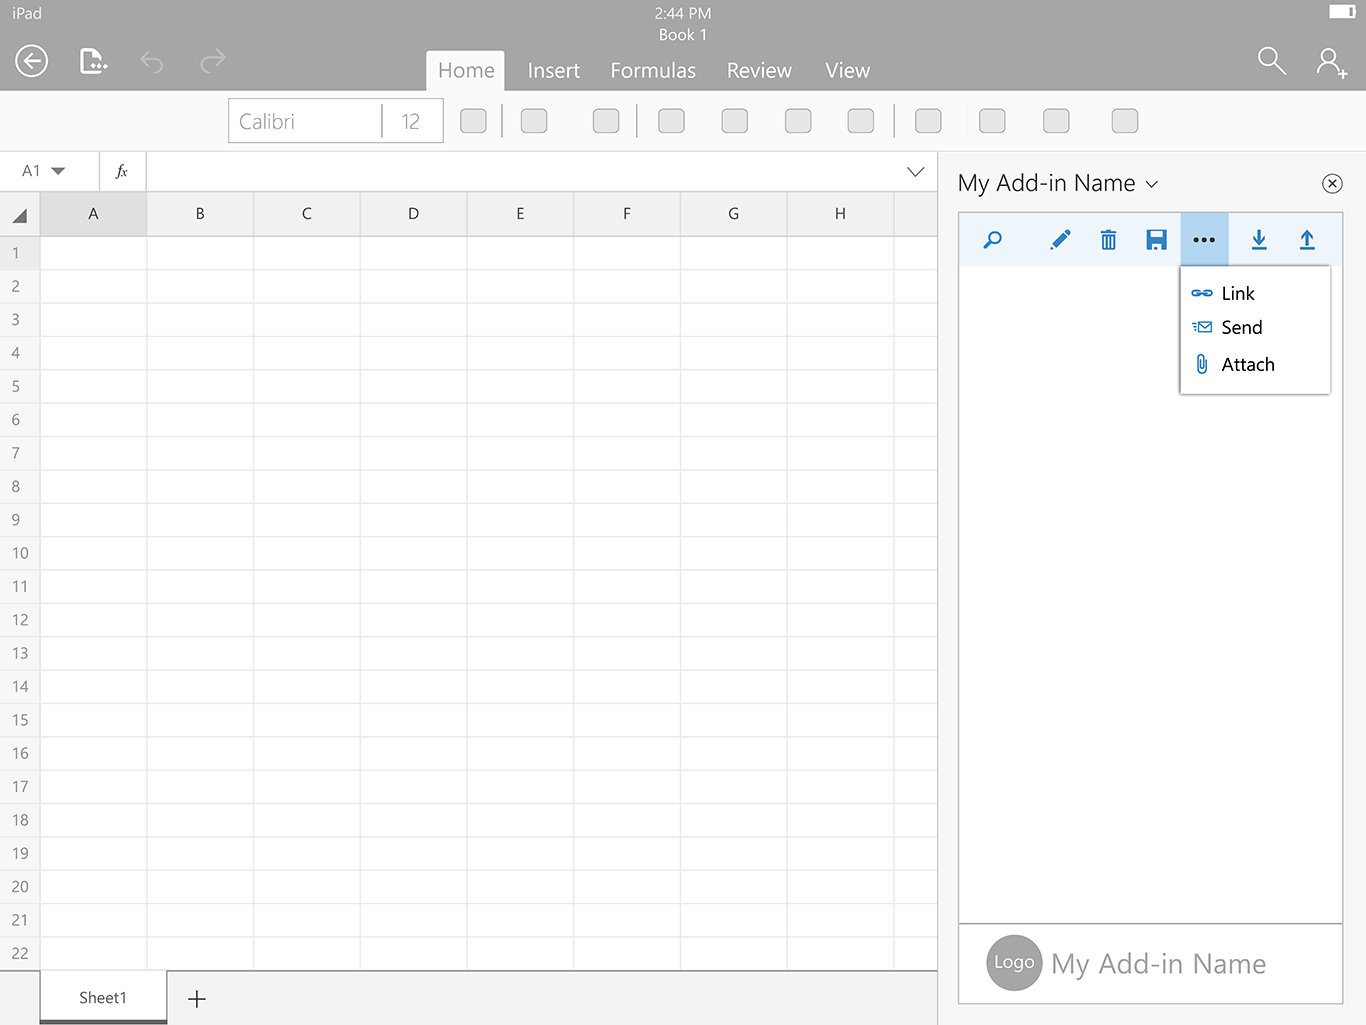 iPad
2:44 PM
Book 1
Home Insert Formulas Review View
Calibri 12
A1 fx
My Add-in Name
A B C D E F G H
1
2
3
4
5
6
7
8
9
10
11
12
13
14
15
16
17
18
19
20
21
22
Link
Send
Attach
Logo My Add-in Name
Sheet1